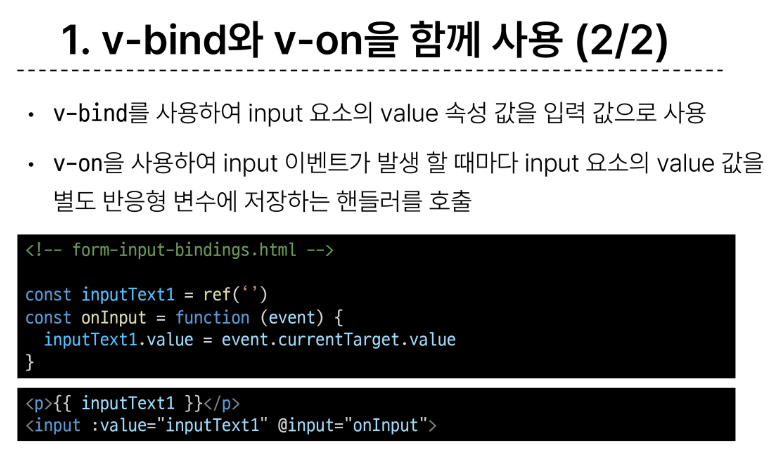 1. v-bind와 v-on을 함께 사용 (2/2)
• v-bind를 사용하여 input 요소의 value 속성 값을 입력 값으로 사용
• v-on을 사용하여 input 이벤트가 발생 할 때마다 input 요소의 value 값을
별도 반응형 변수에 저장하는 핸들러를 호출
<!-- form-input-bindings.html -->
const inputText1 = ref(‘’)
const onInput = function (event) {
  inputText1.value = event.currentTarget.value
}
<p>{{ inputText1 }}</p>
<input :value="inputText1" @input="onInput">